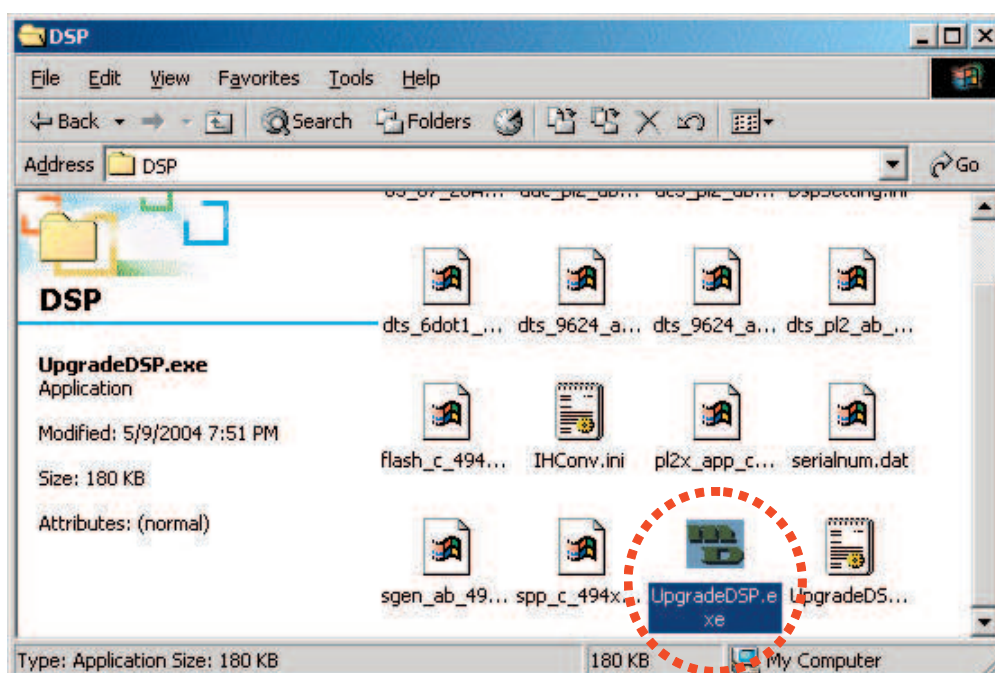 DSP
File Edit View Favorites Tools Help
Back Search Folders
Address DSP Go
DSP
UpgradeDSP.exe
Application
Modified: 5/9/2004 7:51 PM
Size: 180 KB
Attributes: (normal)
dts_6dot1_... dts_9624_a... dts_9624_a... dts_pl2_ab_...
flash_c_494... IHConv.ini pl2x_app_c... serialnum.dat
sgen_ab_49... spp_c_494x... UpgradeDSP.e UpgradeDS...
xe
Type: Application Size: 180 KB 180 KB My Computer